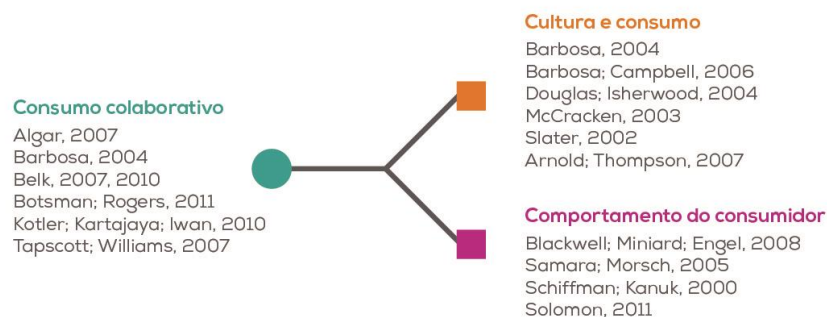 Consumo colaborativo
Algar, 2007
Barbosa, 2004
Belk, 2007, 2010
Botsman; Rogers, 2011
Kotler; Kartajaya; Iwan, 2010
Tapscott; Williams, 2007
Cultura e consumo
Barbosa, 2004
Barbosa; Campbell, 2006
Douglas; Isherwood, 2004
McCracken, 2003
Slater, 2002
Arnold; Thompson, 2007
Comportamento do consumidor
Blackwell; Miniard; Engel, 2008
Samara; Morsch, 2005
Schiffman; Kanuk, 2000
Solomon, 2011